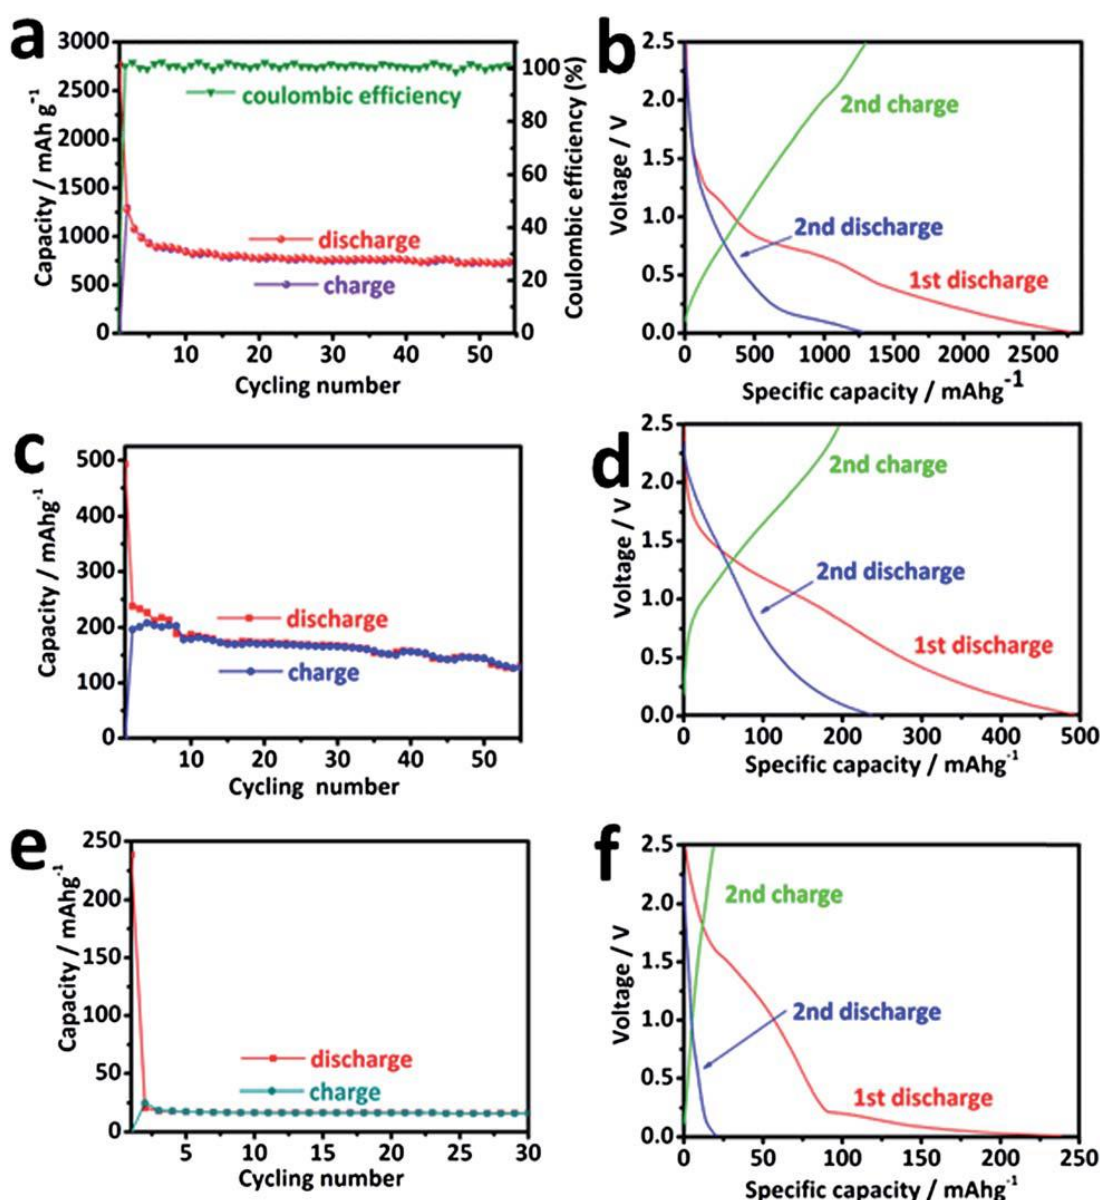 a
3000
2500
2000
1500
1000
500
0
Capacity / mAh g⁻¹
100
80
60
40
20
0
Coulombic efficiency (%)
coulombic efficiency
discharge
charge
10 20 30 40 50
Cycling number
b
2.5
2.0
1.5
1.0
0.5
0.0
Voltage / V
2nd charge
2nd discharge
1st discharge
0 500 1000 1500 2000 2500
Specific capacity / mAhg⁻¹
c
500
400
300
200
100
0
Capacity / mAhg⁻¹
discharge
charge
10 20 30 40 50
Cycling number
d
2.5
2.0
1.5
1.0
0.5
0.0
Voltage / V
2nd charge
2nd discharge
1st discharge
0 100 200 300 400 500
Specific capacity / mAhg⁻¹
e
250
200
150
100
50
0
Capacity / mAhg⁻¹
discharge
charge
5 10 15 20 25 30
Cycling number
f
2.5
2.0
1.5
1.0
0.5
0.0
Voltage / V
2nd charge
2nd discharge
1st discharge
0 50 100 150 200 250
Specific capacity / mAhg⁻¹